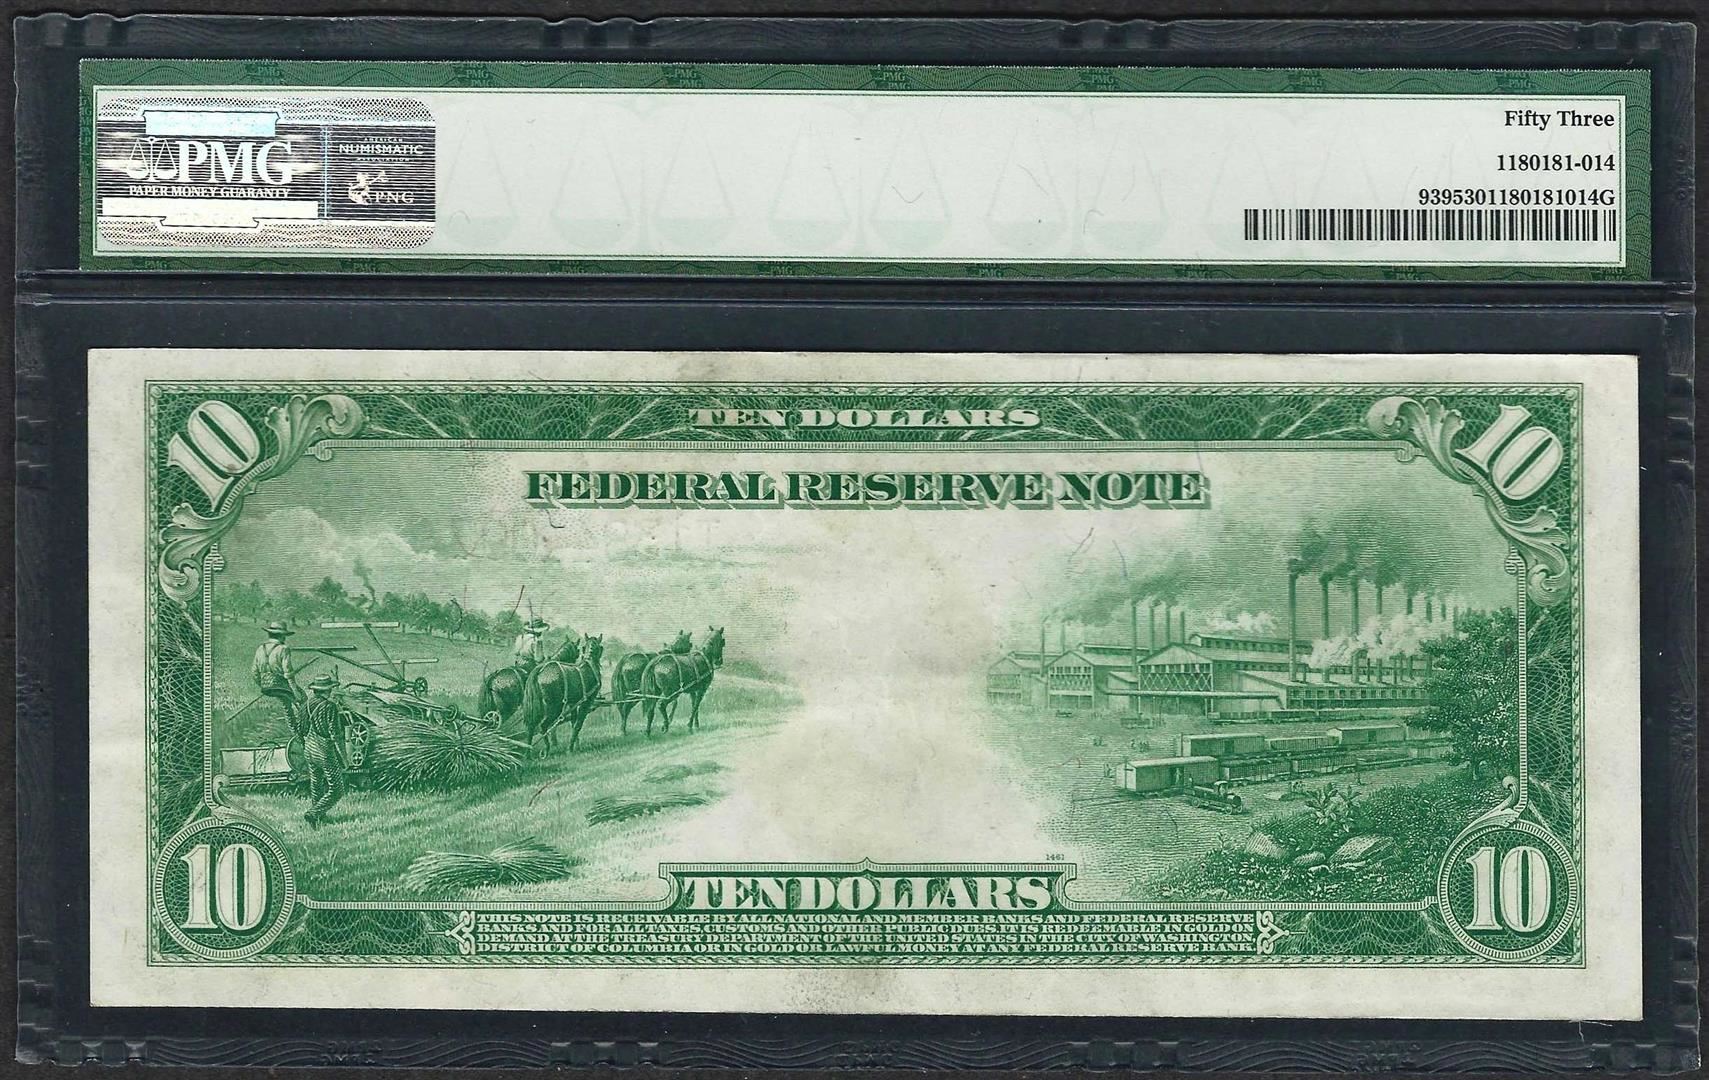 PMG
PAPER MONEY GUARANTY
NUMISMATIC
ASSOCIATION
PNG
Fifty Three
1180181-014
9395301180181014G
10
TEN DOLLARS
10
FEDERAL RESERVE NOTE
1461
10
TEN DOLLARS
10
THIS NOTE IS RECEIVABLE BY ALL NATIONAL AND MEMBER BANKS AND FEDERAL RESERVE
BANKS AND FOR ALL TAXES, CUSTOMS AND OTHER PUBLIC DUES. IT IS REDEEMABLE IN GOLD ON
DEMAND AT THE TREASURY DEPARTMENT OF THE UNITED STATES IN THE CITY OF WASHINGTON,
DISTRICT OF COLUMBIA OR IN GOLD OR LAWFUL MONEY AT ANY FEDERAL RESERVE BANK.